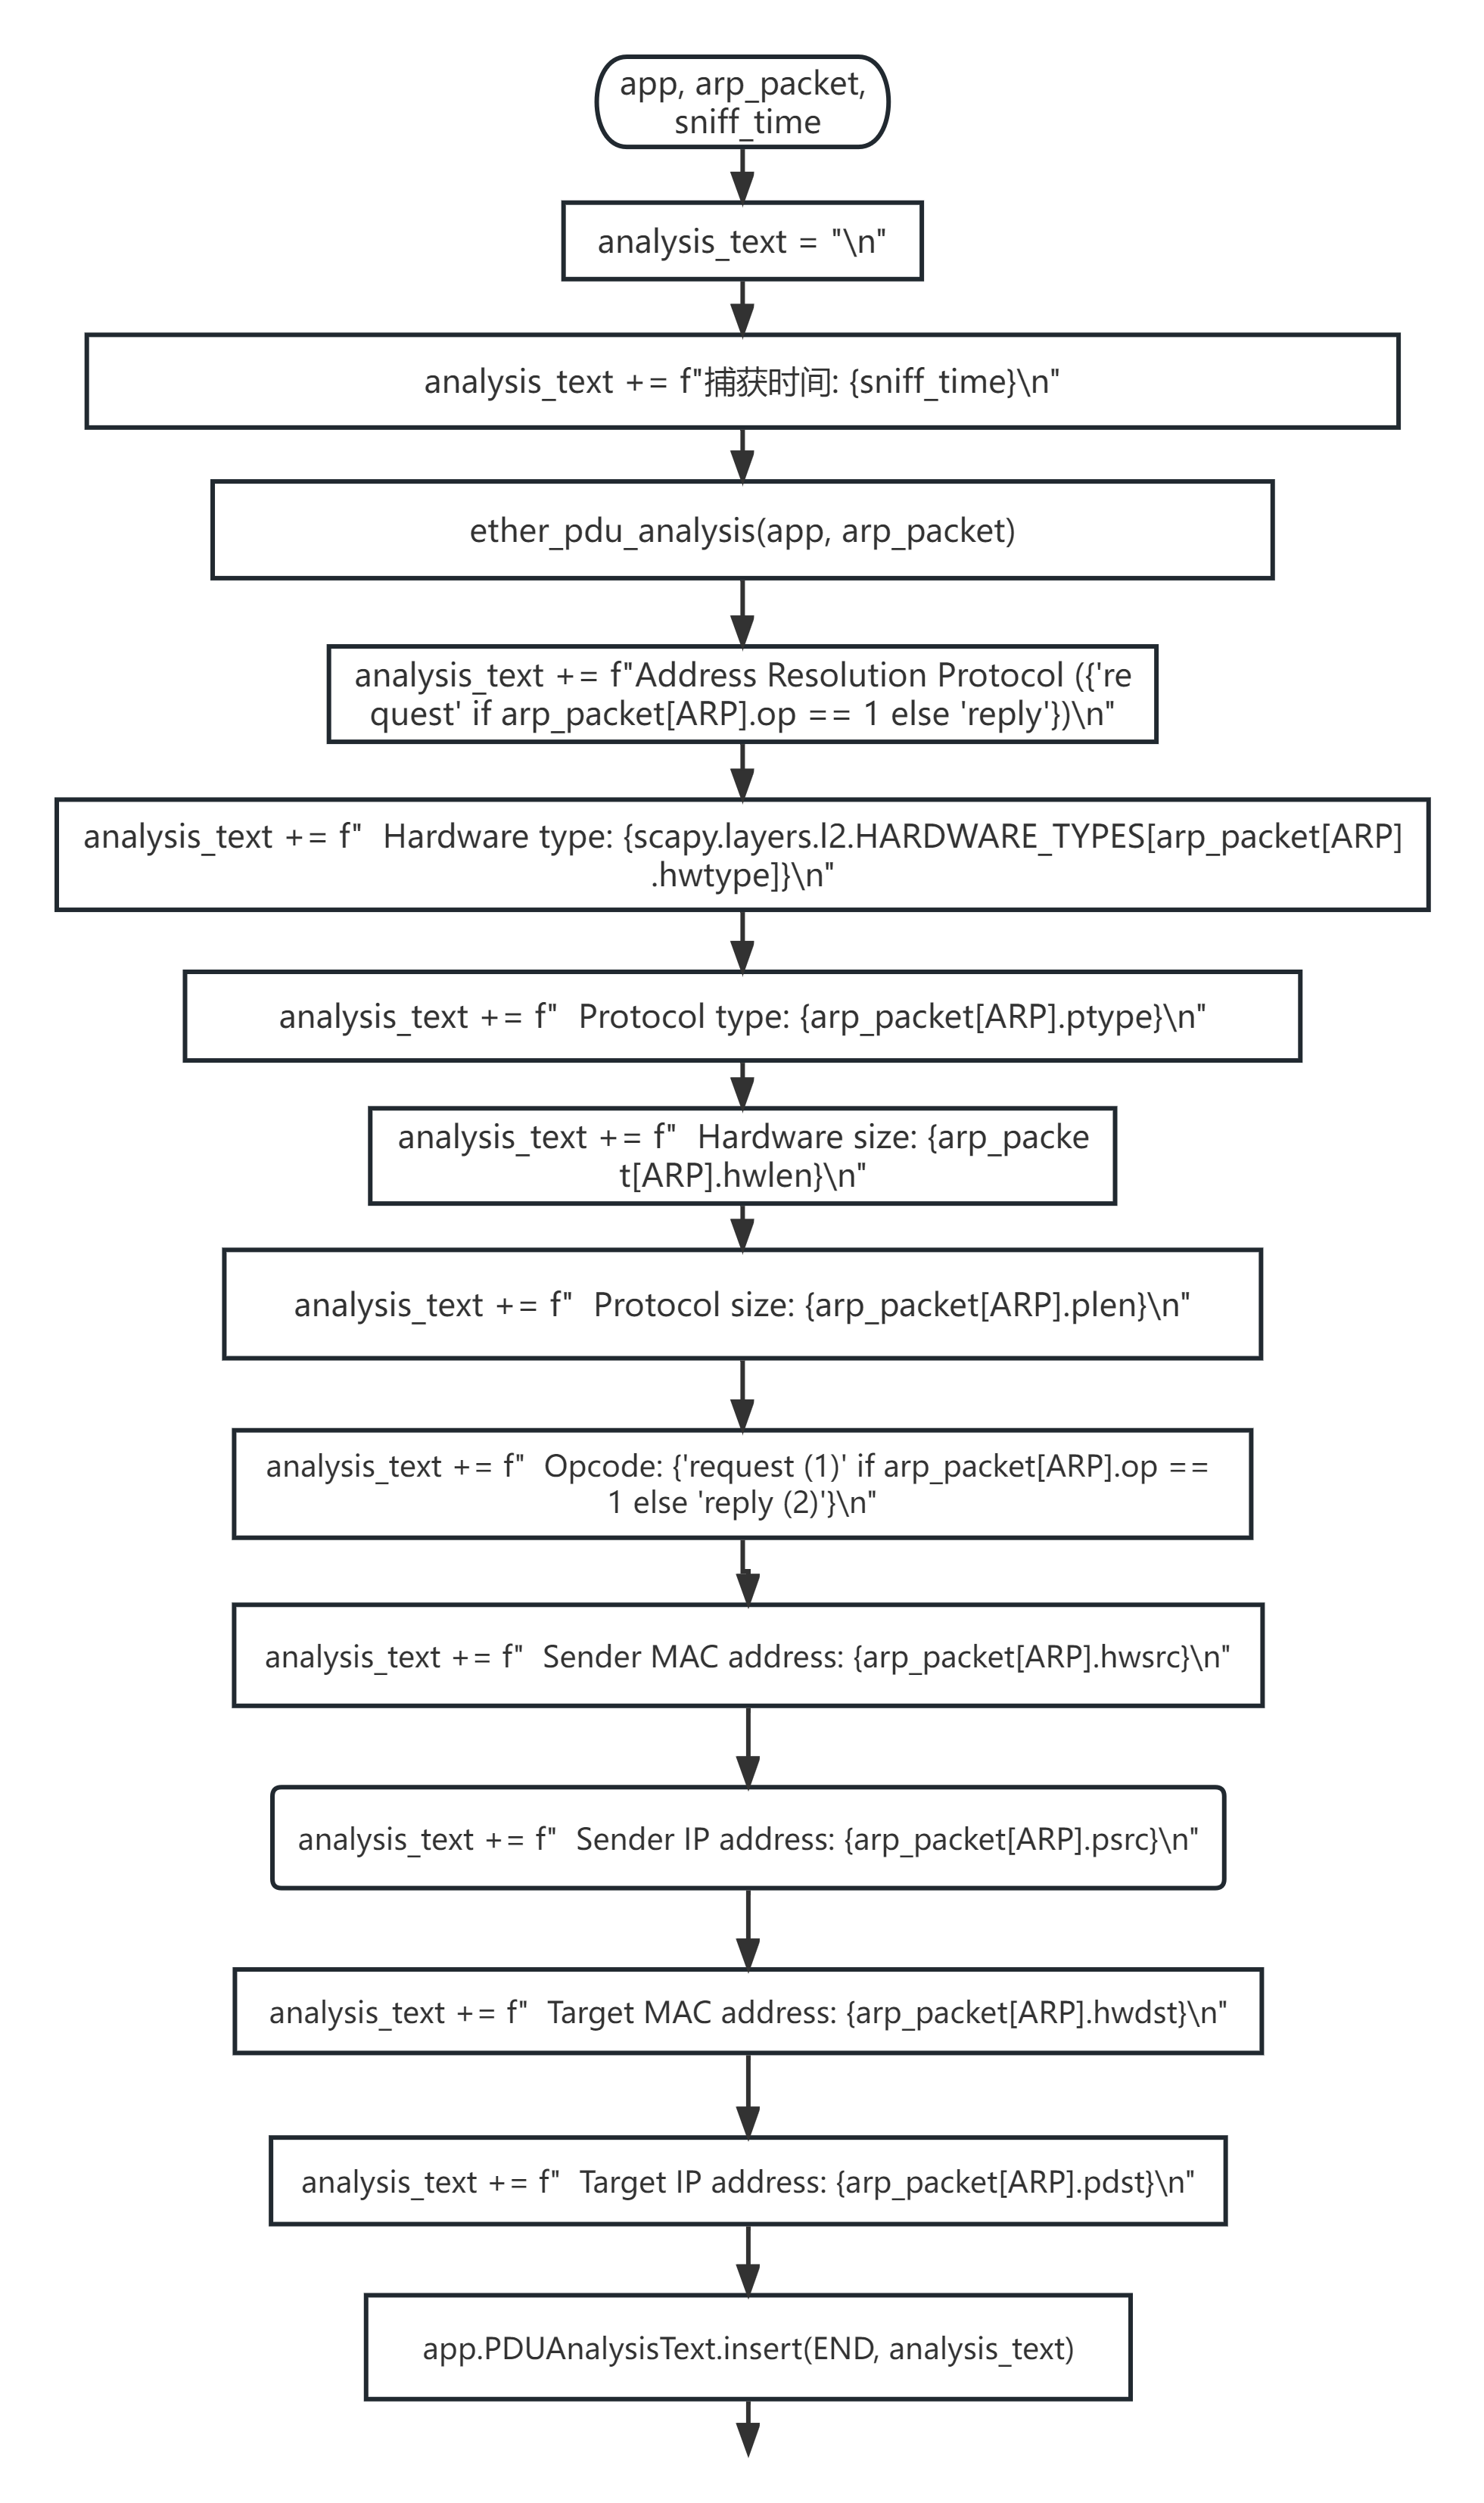 app, arp_packet,
sniff_time
analysis_text = "\n"
analysis_text += f"捕获时间: {sniff_time}\n"
ether_pdu_analysis(app, arp_packet)
analysis_text += f"Address Resolution Protocol ({'re
quest' if arp_packet[ARP].op == 1 else 'reply'})\n"
analysis_text += f"  Hardware type: {scapy.layers.l2.HARDWARE_TYPES[arp_packet[ARP]
.hwtype]}\n"
analysis_text += f"  Protocol type: {arp_packet[ARP].ptype}\n"
analysis_text += f"  Hardware size: {arp_packe
t[ARP].hwlen}\n"
analysis_text += f"  Protocol size: {arp_packet[ARP].plen}\n"
analysis_text += f"  Opcode: {'request (1)' if arp_packet[ARP].op ==
1 else 'reply (2)'}\n"
analysis_text += f"  Sender MAC address: {arp_packet[ARP].hwsrc}\n"
analysis_text += f"  Sender IP address: {arp_packet[ARP].psrc}\n"
analysis_text += f"  Target MAC address: {arp_packet[ARP].hwdst}\n"
analysis_text += f"  Target IP address: {arp_packet[ARP].pdst}\n"
app.PDUAnalysisText.insert(END, analysis_text)